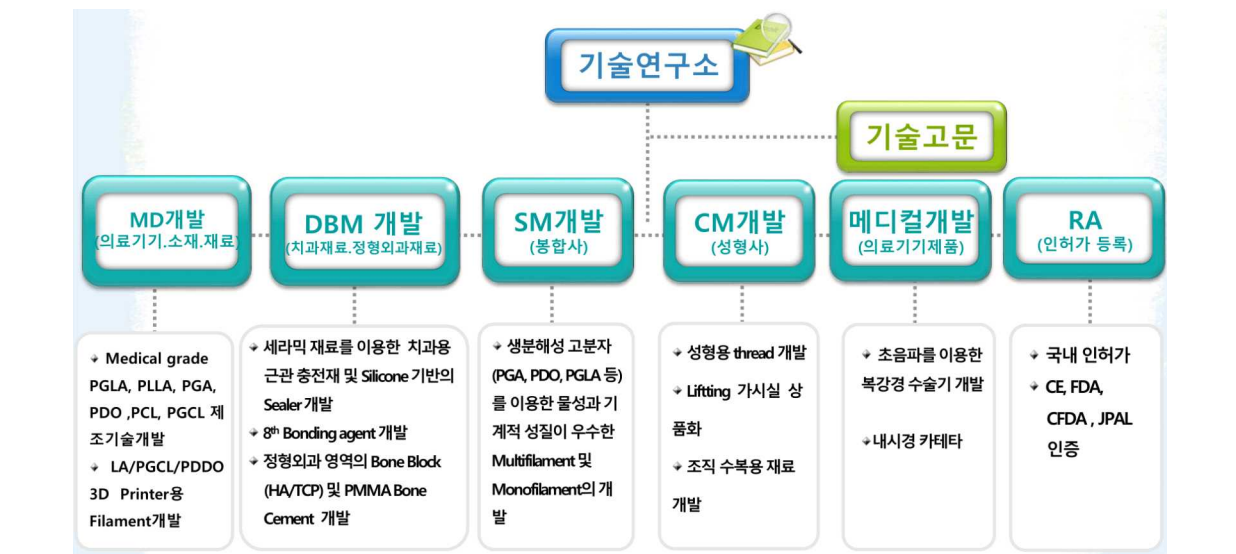 기술연구소
기술고문
MD개발
(의료기기.소재.재료)
DBM 개발
(치과재료.정형외과재료)
SM개발
(봉합사)
CM개발
(성형사)
메디컬개발
(의료기기제품)
RA
(인허가 등록)
Medical grade
PGLA, PLLA, PGA,
PDO ,PCL, PGCL 제
조기술개발
LA/PGCL/PDDO
3D Printer용
Filament개발
세라믹 재료를 이용한 치과용
근관 충전재 및 Silicone 기반의
Sealer 개발
8th Bonding agent 개발
정형외과 영역의 Bone Block
(HA/TCP) 및 PMMA Bone
Cement 개발
생분해성 고분자
(PGA, PDO, PGLA 등)
를 이용한 물성과 기
계적 성질이 우수한
Multifilament 및
Monofilament의 개
발
성형용 thread 개발
Liftting 가시실 상
품화
조직 수복용 재료
개발
초음파를 이용한
복강경 수술기 개발
내시경 카테타
국내 인허가
CE, FDA,
CFDA , JPAL
인증